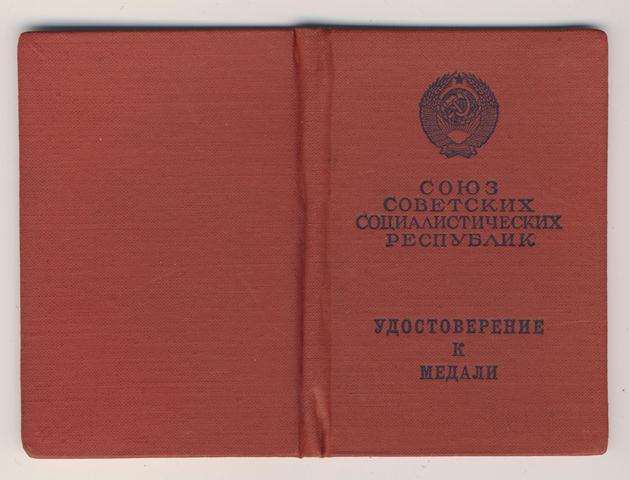 СОЮЗ
СОВЕТСКИХ
СОЦИАЛИСТИЧЕСКИХ
РЕСПУБЛИК
УДОСТОВЕРЕНИЕ
К
МЕДАЛИ